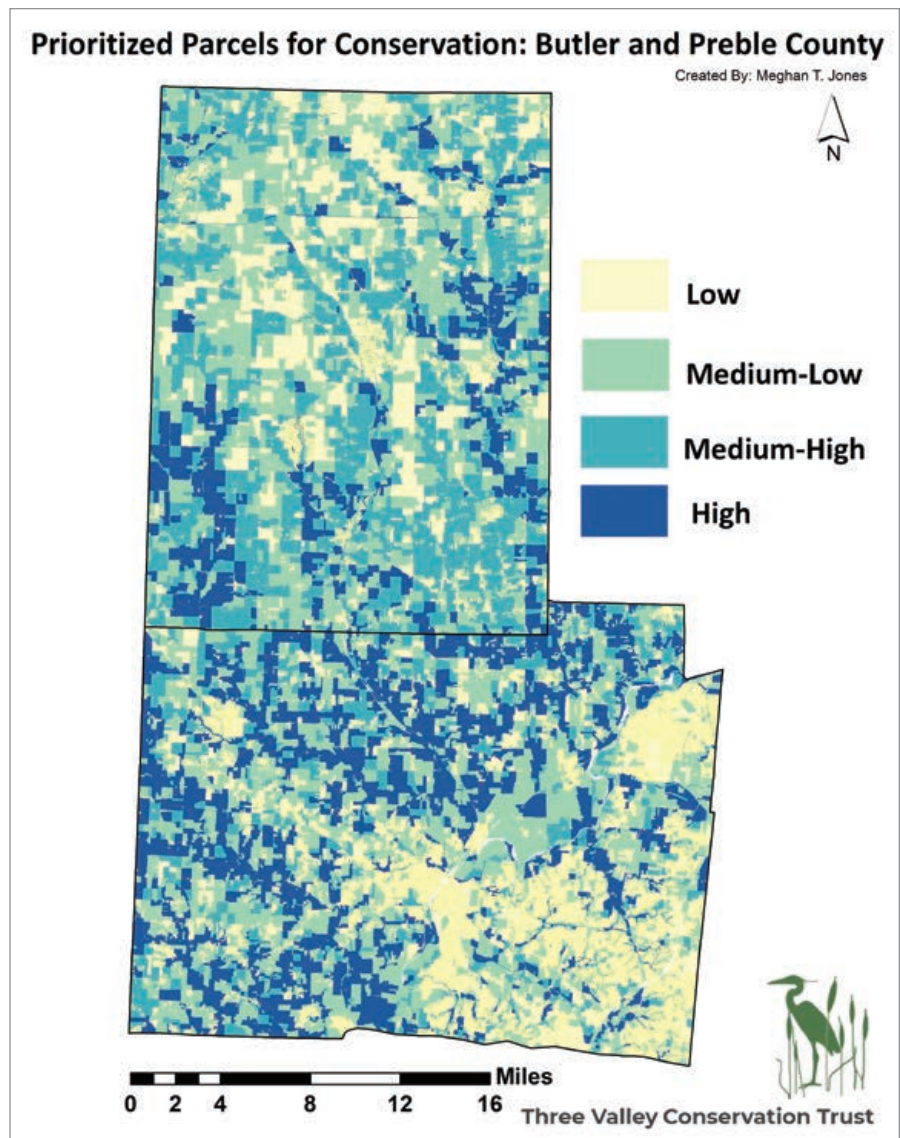 Prioritized Parcels for Conservation: Butler and Preble County
Created By: Meghan T. Jones
N
Low
Medium-Low
Medium-High
High
Miles
0 2 4 8 12 16
Three Valley Conservation Trust